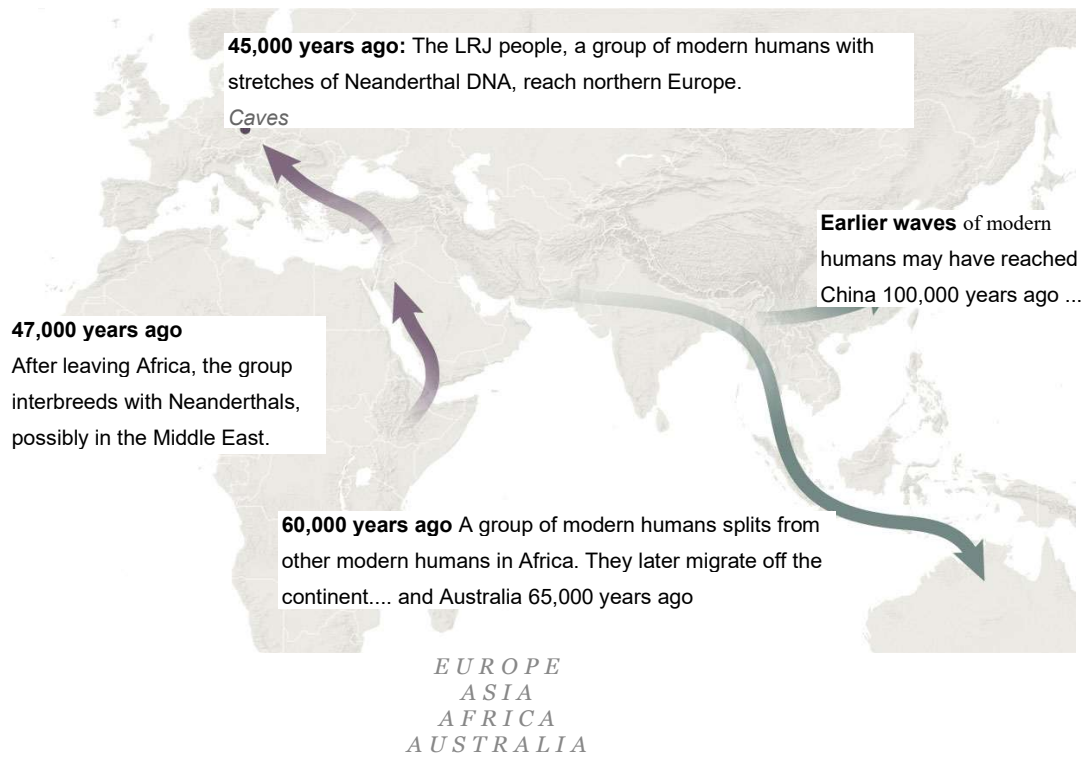 45,000 years ago: The LRJ people, a group of modern humans with
stretches of Neanderthal DNA, reach northern Europe.
Caves
Earlier waves of modern
humans may have reached
China 100,000 years ago ...
47,000 years ago
After leaving Africa, the group
interbreeds with Neanderthals,
possibly in the Middle East.
60,000 years ago A group of modern humans splits from
other modern humans in Africa. They later migrate off the
continent.... and Australia 65,000 years ago
EUROPE
ASIA
AFRICA
AUSTRALIA